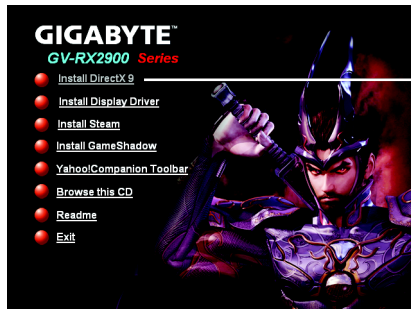 GIGABYTE™
GV-RX2900 Series
Install DirectX 9
Install Display Driver
Install Steam
Install GameShadow
Yahoo!Companion Toolbar
Browse this CD
Readme
Exit